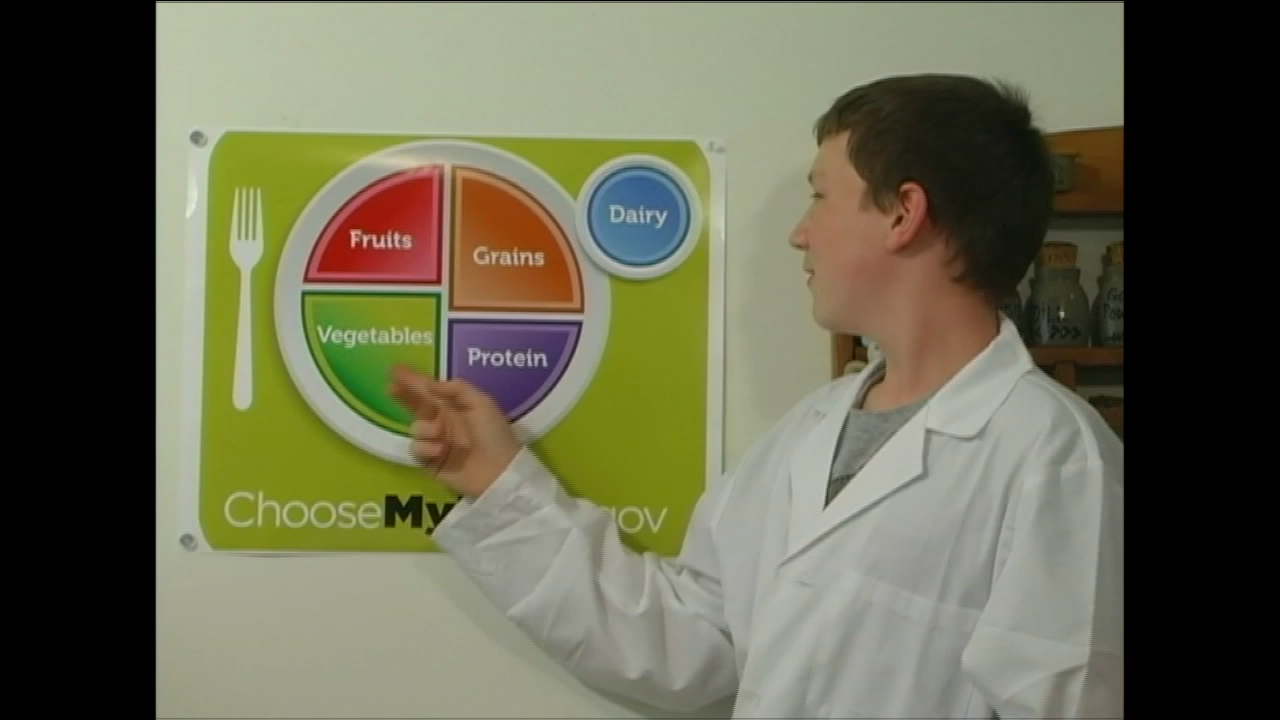 Fruits
Grains
Dairy
Vegetables
Protein
ChooseMy gov